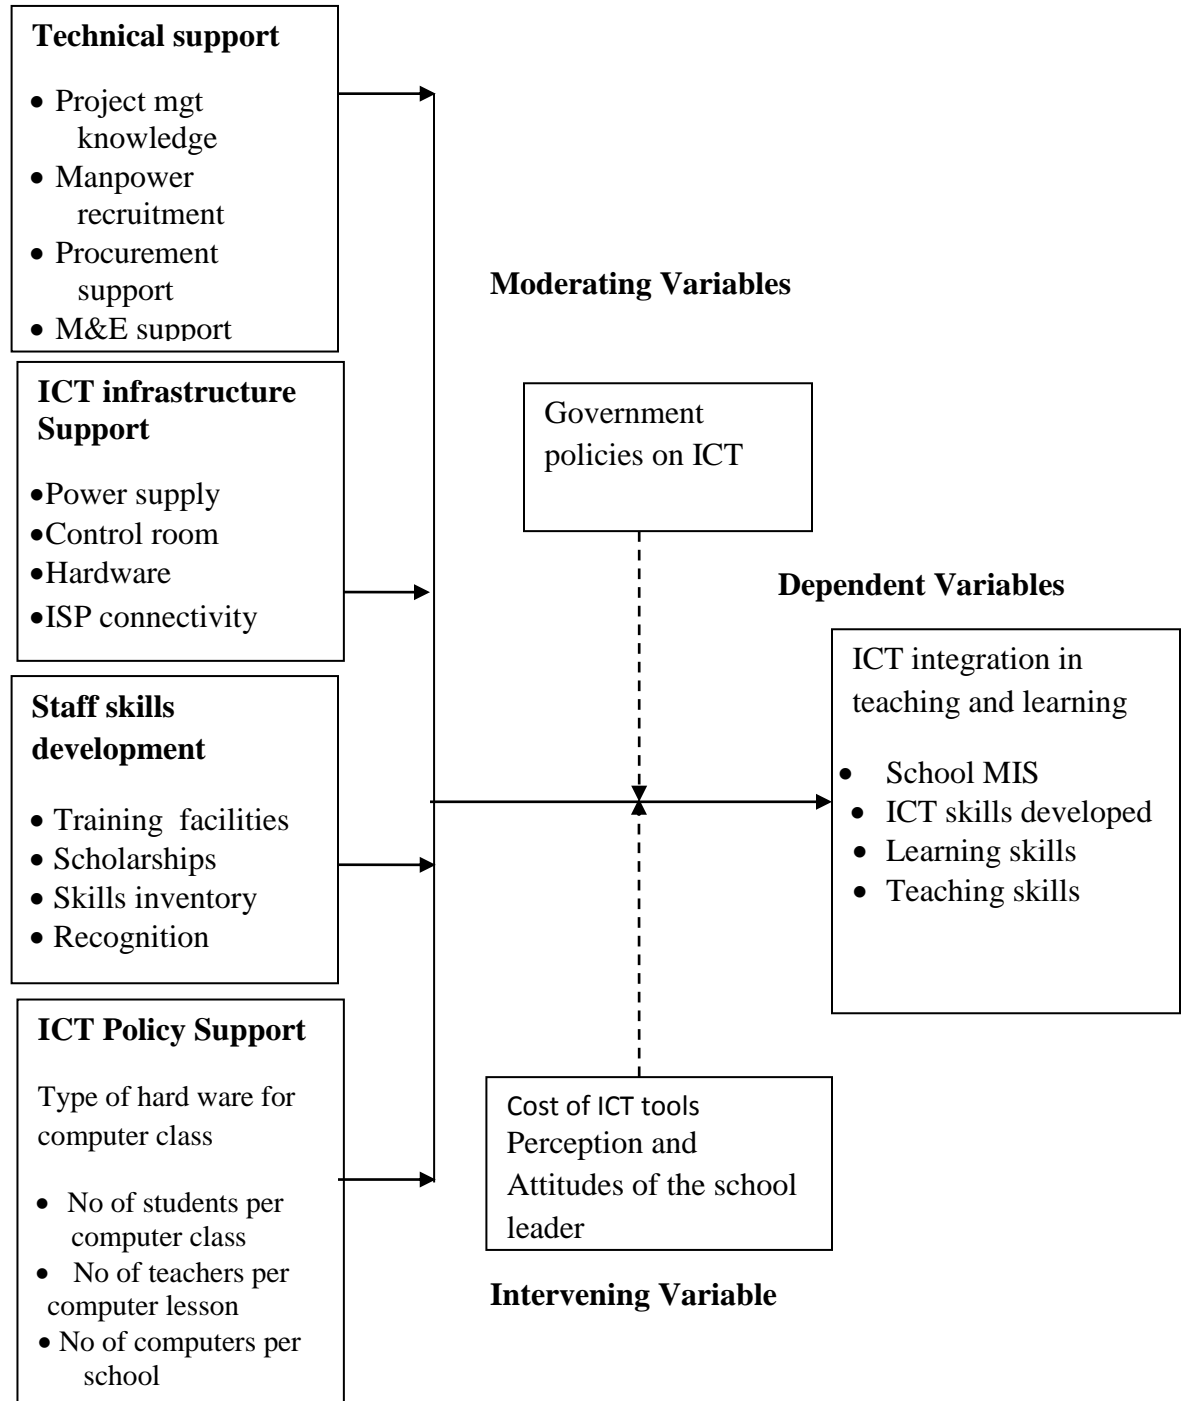 Technical support
• Project mgt
knowledge
• Manpower
recruitment
• Procurement
support
• M&E support
ICT infrastructure
Support
•Power supply
•Control room
•Hardware
•ISP connectivity
Staff skills
development
• Training facilities
• Scholarships
• Skills inventory
• Recognition
ICT Policy Support
Type of hard ware for
computer class
• No of students per
computer class
• No of teachers per
computer lesson
• No of computers per
school
Moderating Variables
Government
policies on ICT
Cost of ICT tools
Perception and
Attitudes of the school
leader
Intervening Variable
Dependent Variables
ICT integration in
teaching and learning
• School MIS
• ICT skills developed
• Learning skills
• Teaching skills